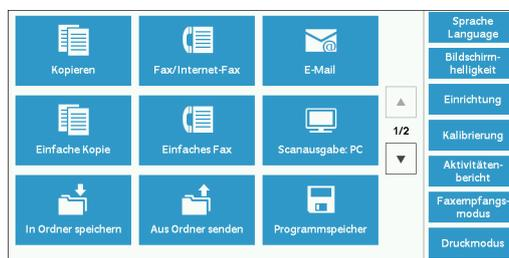 Kopieren
Fax/Internet-Fax
E-Mail
Einfache Kopie
Einfaches Fax
Scanausgabe: PC
In Ordner speichern
Aus Ordner senden
Programmspeicher
1/2
Sprache
Language
Bildschirm-
helligkeit
Einrichtung
Kalibrierung
Aktivitäten-
bericht
Faxempfangs-
modus
Druckmodus